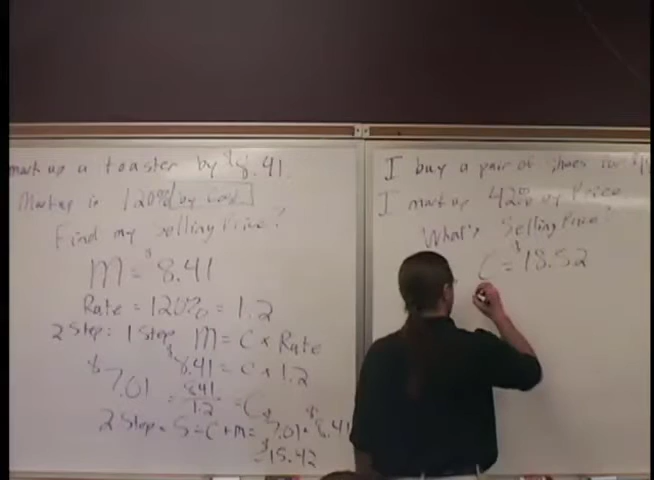 mark up a toaster by $8.41
Markup is 120% by Cost
Find my selling Price?
M = $8.41
Rate = 120% = 1.2
2 Step: 1 Step M = C x Rate
$8.41 = C x 1.2
$7.01 = 8.41 / 1.2 = C
2 Step = S = C + M = $7.01 + $8.41
= $15.42
I buy a pair of shoes
I mark up 42% by Price
What's Selling Price?
C = $18.52